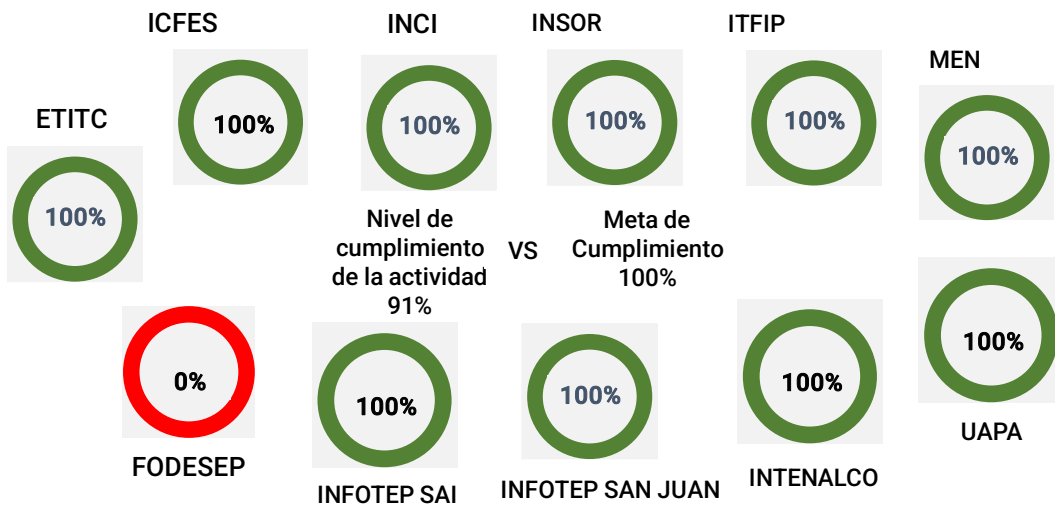 ICFES
INCI
INSOR
ITFIP
MEN
ETITC
100%
100%
100%
100%
100%
100%
Nivel de
cumplimiento
de la actividad
91%
VS
Meta de
Cumplimiento
100%
0%
100%
100%
100%
100%
FODESEP
INFOTEP SAI
INFOTEP SAN JUAN
INTENALCO
UAPA